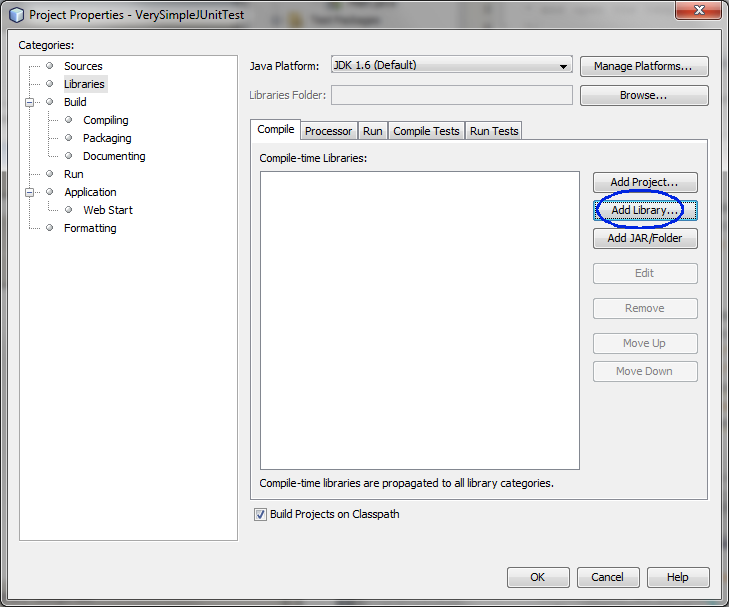 Project Properties - VerySimpleJUnitTest
Categories:
Sources
Libraries
Build
Compiling
Packaging
Documenting
Run
Application
Web Start
Formatting
Java Platform:
JDK 1.6 (Default)
Manage Platforms...
Libraries Folder:
Browse...
Compile
Processor
Run
Compile Tests
Run Tests
Compile-time Libraries:
Add Project...
Add Library...
Add JAR/Folder
Edit
Remove
Move Up
Move Down
Compile-time libraries are propagated to all library categories.
Build Projects on Classpath
OK
Cancel
Help